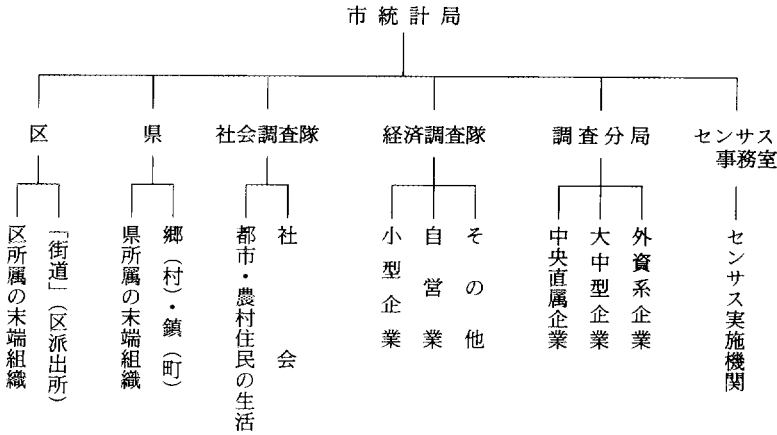 市統計局
区
県
社会調査隊
経済調査隊
調査分局
センサス
事務室
区所属の末端組織
「街道」(区派出所)
県所属の末端組織
郷(村)・鎮(町)
都市・農村住民の生活
社会
小型企業
自営業
その他
中央直属企業
大中型企業
外資系企業
センサス実施機関